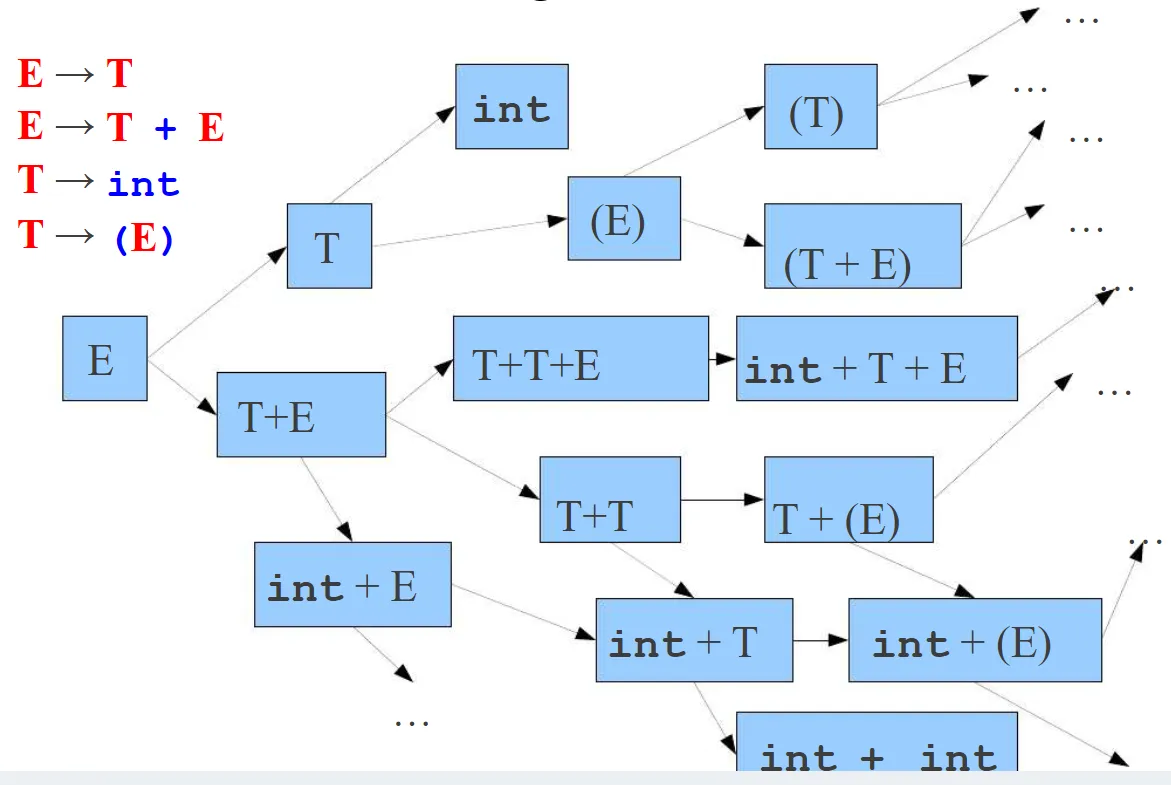 E → T
E → T + E
T → int
T → (E)
…
int
(T)
…
…
(E)
T
(T + E)
…
…
E
T+T+E
int + T + E
…
T+E
T+T
T + (E)
…
int + E
int + T
int + (E)
…
int + int